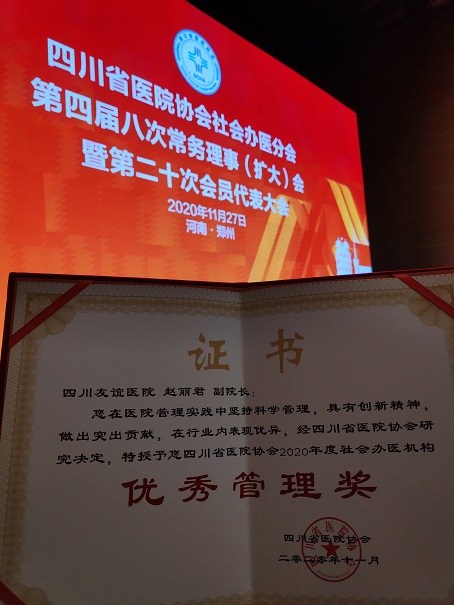 四川省医院协会社会办医分会
第四届八次常务理事（扩大）会
暨第二十次会员代表大会
2020年11月27日
河南·郑州
证书
四川友谊医院 赵丽君 副院长：
您在医院管理实践中坚持科学管理，具有创新精神，
做出突出贡献，在行业内表现优异，经四川省医院协会研
究决定，特授予您四川省医院协会2020年度社会办医机构
优秀管理奖
四川省医院协会
二〇二〇年十一月